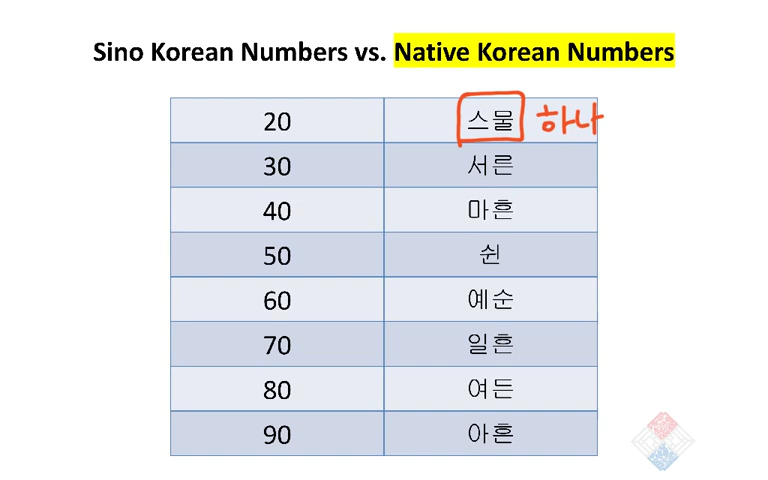 Sino Korean Numbers vs. Native Korean Numbers
20 스물 하나
30 서른
40 마흔
50 쉰
60 예순
70 일흔
80 여든
90 아흔